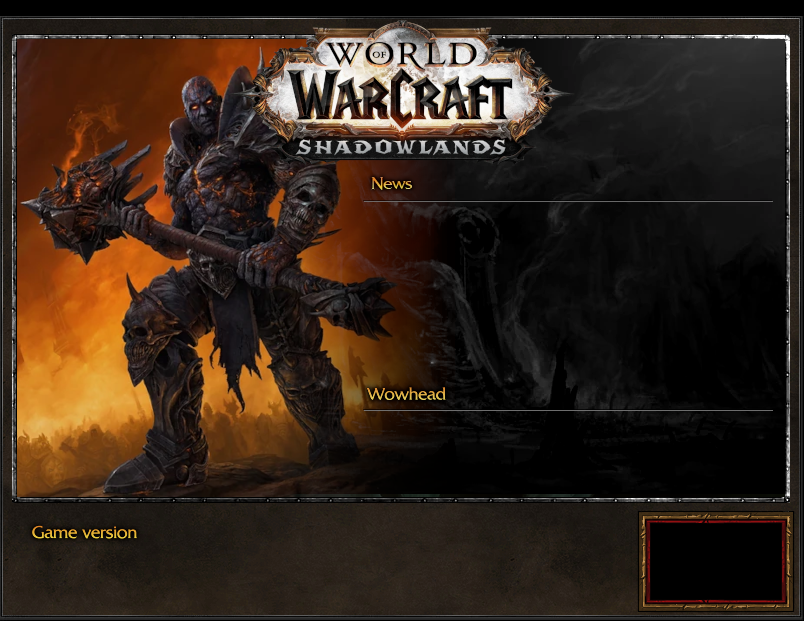 WORLD
OF
WARCRAFT
SHADOWLANDS
News
Wowhead
Game version